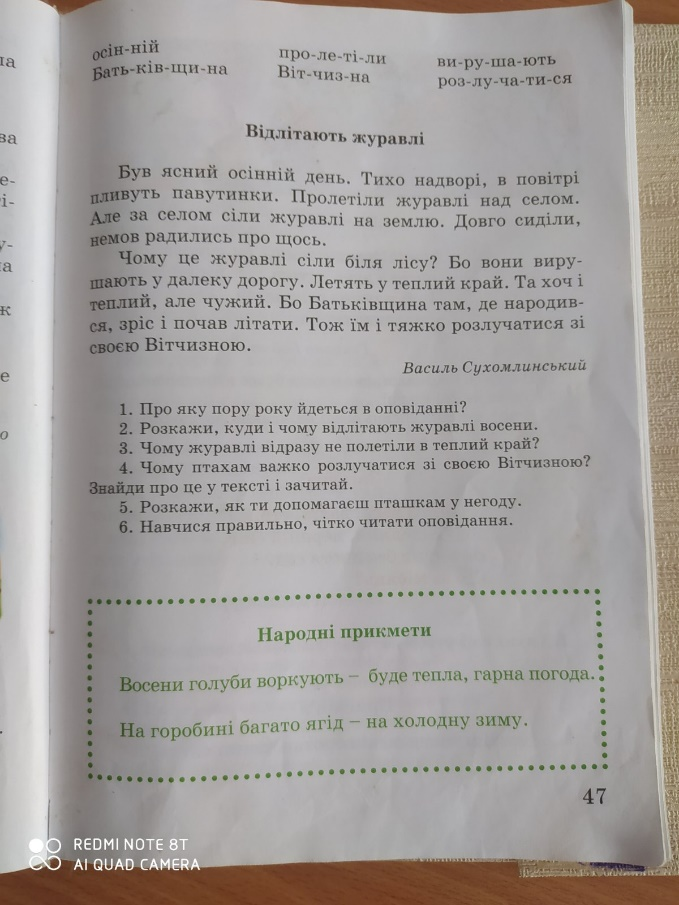 осін-ній про-ле-ті-ли ви-ру-ша-ють
Бать-ків-щи-на Віт-чиз-на роз-лу-ча-ти-ся
Відлітають журавлі
Був ясний осінній день. Тихо надворі, в повітрі
пливуть павутинки. Пролетіли журавлі над селом.
Але за селом сіли журавлі на землю. Довго сиділи,
немов радились про щось.
Чому це журавлі сіли біля лісу? Бо вони виру-
шають у далеку дорогу. Летять у теплий край. Та хоч і
теплий, але чужий. Бо Батьківщина там, де народив-
ся, зріс і почав літати. Тож їм і тяжко розлучатися зі
своєю Вітчизною.
Василь Сухомлинський
1. Про яку пору року йдеться в оповіданні?
2. Розкажи, куди і чому відлітають журавлі восени.
3. Чому журавлі відразу не полетіли в теплий край?
4. Чому птахам важко розлучатися зі своєю Вітчизною?
Знайди про це у тексті і зачитай.
5. Розкажи, як ти допомагаєш пташкам у негоду.
6. Навчися правильно, чітко читати оповідання.
Народні прикмети
Восени голуби воркують – буде тепла, гарна погода.
На горобині багато ягід – на холодну зиму.
47
REDMI NOTE 8T
AI QUAD CAMERA